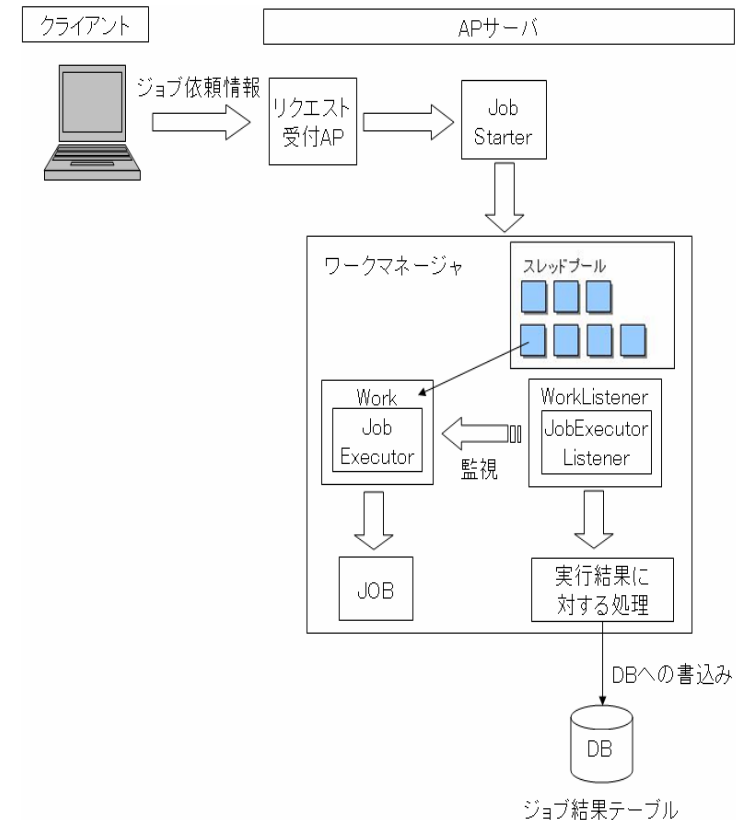 クライアント
APサーバ
ジョブ依頼情報
リクエスト
受付AP
Job
Starter
ワークマネージャ
スレッドプール
Work
Job
Executor
監視
WorkListener
JobExecutor
Listener
JOB
実行結果に
対する処理
DBへの書込み
DB
ジョブ結果テーブル